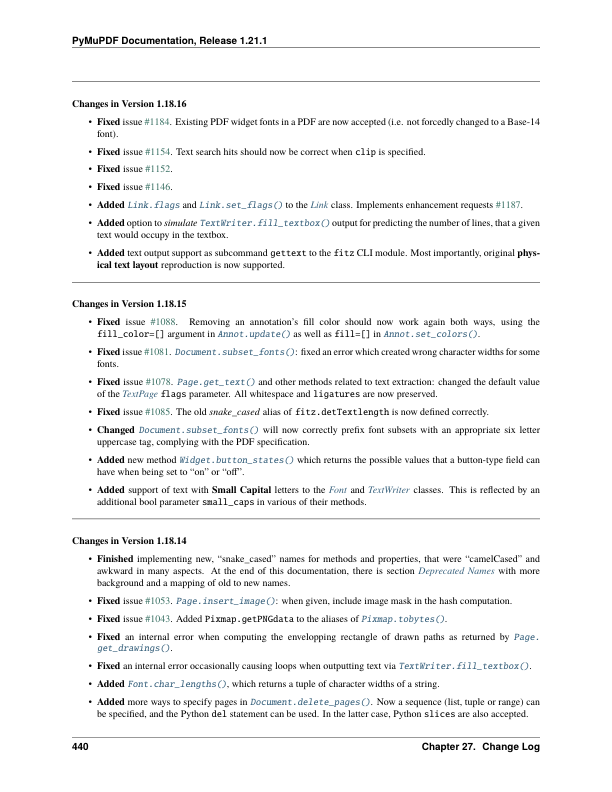 PyMuPDF Documentation, Release 1.21.1
Changes in Version 1.18.16
• Fixed issue #1184. Existing PDF widget fonts in a PDF are now accepted (i.e. not forcedly changed to a Base-14
font).
• Fixed issue #1154. Text search hits should now be correct when clip is specified.
• Fixed issue #1152.
• Fixed issue #1146.
• Added Link.flags and Link.set_flags() to the Link class. Implements enhancement requests #1187.
• Added option to simulate TextWriter.fill_textbox() output for predicting the number of lines, that a given
text would occupy in the textbox.
• Added text output support as subcommand gettext to the fitz CLI module. Most importantly, original phys-
ical text layout reproduction is now supported.
Changes in Version 1.18.15
• Fixed issue #1088. Removing an annotation’s fill color should now work again both ways, using the
fill_color=[] argument in Annot.update() as well as fill=[] in Annot.set_colors().
• Fixed issue #1081. Document.subset_fonts(): fixed an error which created wrong character widths for some
fonts.
• Fixed issue #1078. Page.get_text() and other methods related to text extraction: changed the default value
of the TextPage flags parameter. All whitespace and ligatures are now preserved.
• Fixed issue #1085. The old snake_cased alias of fitz.detTextlength is now defined correctly.
• Changed Document.subset_fonts() will now correctly prefix font subsets with an appropriate six letter
uppercase tag, complying with the PDF specification.
• Added new method Widget.button_states() which returns the possible values that a button-type field can
have when being set to “on” or “off”.
• Added support of text with Small Capital letters to the Font and TextWriter classes. This is reflected by an
additional bool parameter small_caps in various of their methods.
Changes in Version 1.18.14
• Finished implementing new, “snake_cased” names for methods and properties, that were “camelCased” and
awkward in many aspects. At the end of this documentation, there is section Deprecated Names with more
background and a mapping of old to new names.
• Fixed issue #1053. Page.insert_image(): when given, include image mask in the hash computation.
• Fixed issue #1043. Added Pixmap.getPNGdata to the aliases of Pixmap.tobytes().
• Fixed an internal error when computing the envelopping rectangle of drawn paths as returned by Page.
get_drawings().
• Fixed an internal error occasionally causing loops when outputting text via TextWriter.fill_textbox().
• Added Font.char_lengths(), which returns a tuple of character widths of a string.
• Added more ways to specify pages in Document.delete_pages(). Now a sequence (list, tuple or range) can
be specified, and the Python del statement can be used. In the latter case, Python slices are also accepted.
440 Chapter 27. Change Log